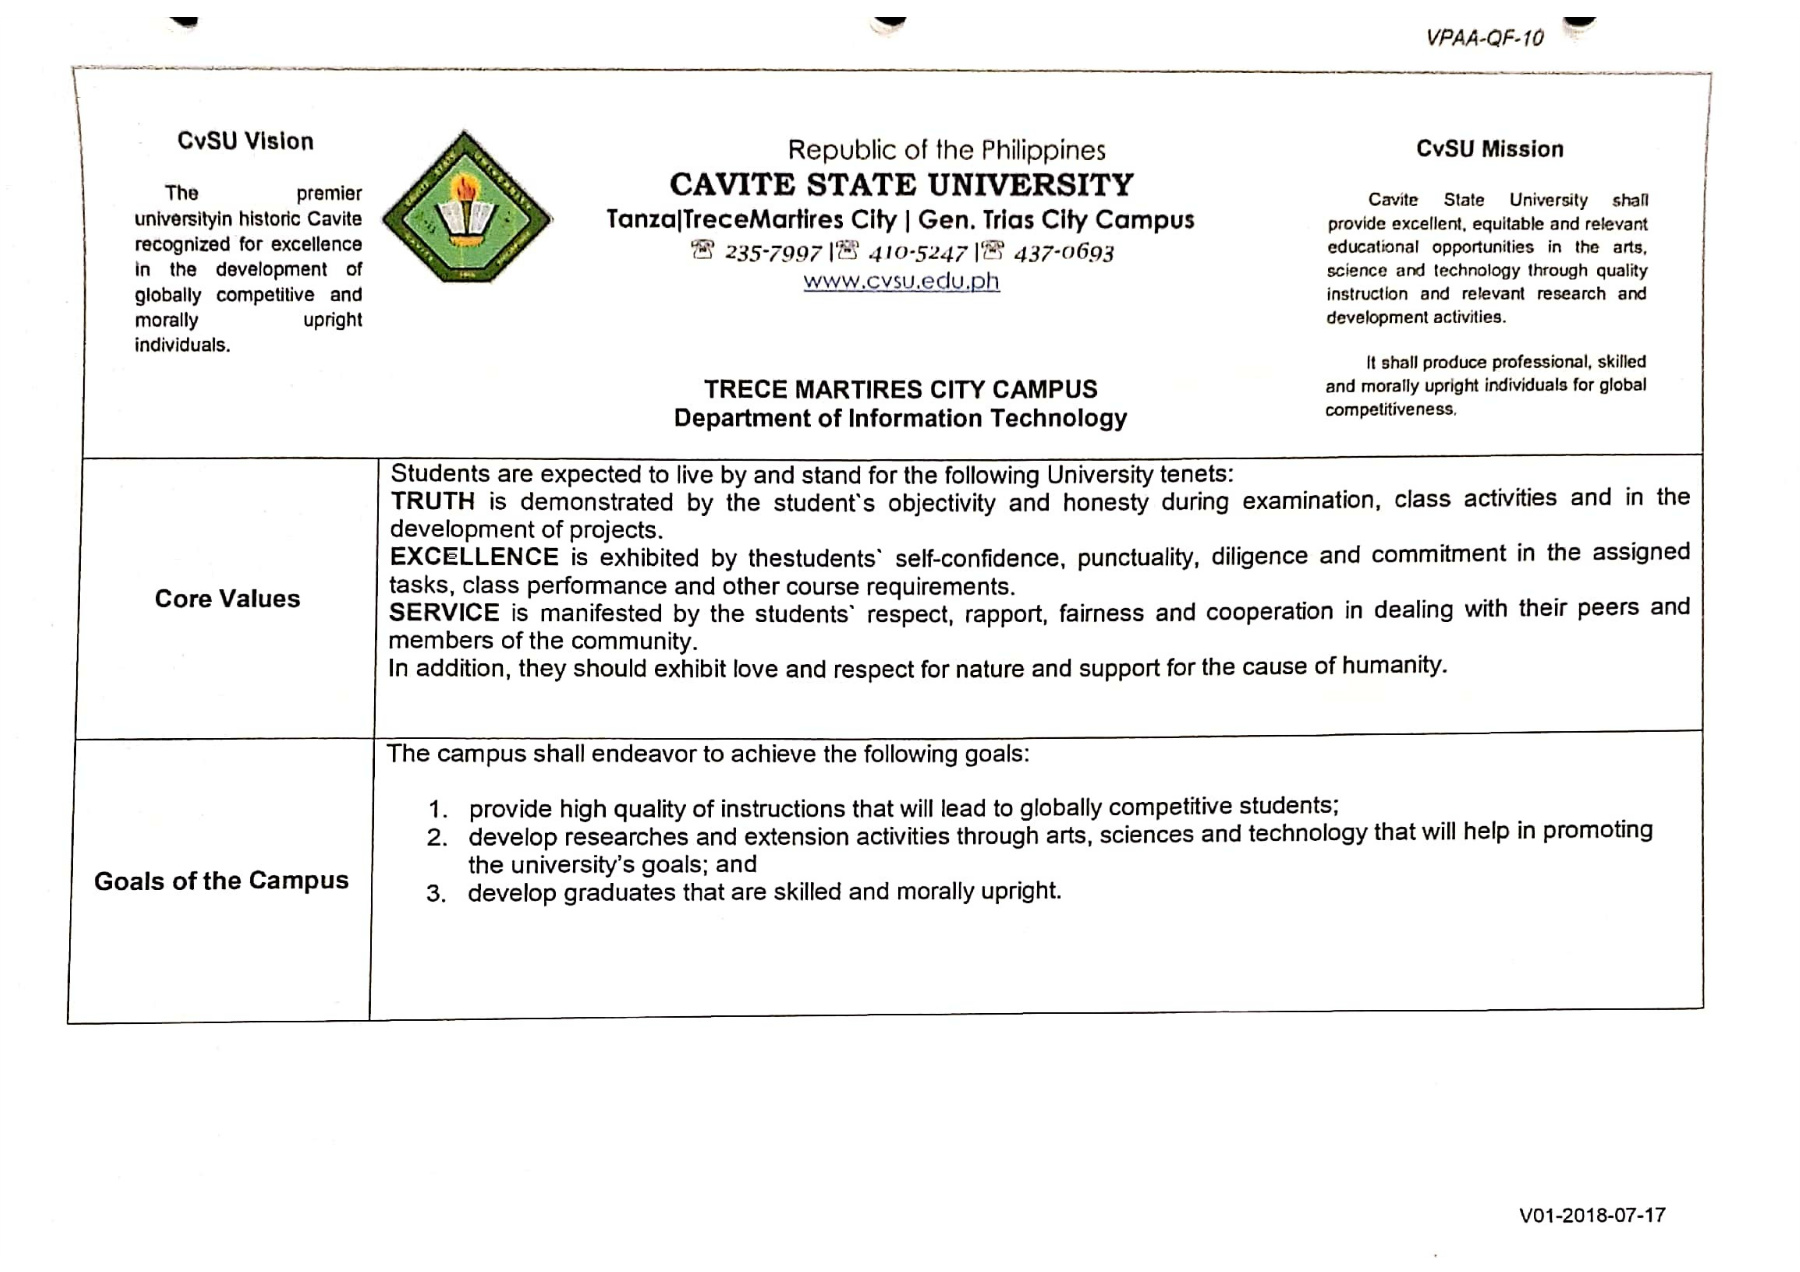 VPAA-QF-10
CvSU Vision
The premier
universityin historic Cavite
recognized for excellence
in the development of
globally competitive and
morally upright
individuals.
Republic of the Philippines
CAVITE STATE UNIVERSITY
Tanza|TreceMartires City | Gen. Trias City Campus
☏ 235-7997 |☏ 410-5247 |☏ 437-0693
www.cvsu.edu.ph
TRECE MARTIRES CITY CAMPUS
Department of Information Technology
CvSU Mission
Cavite State University shall
provide excellent, equitable and relevant
educational opportunities in the arts,
science and technology through quality
instruction and relevant research and
development activities.
It shall produce professional, skilled
and morally upright individuals for global
competitiveness.
Core Values
Students are expected to live by and stand for the following University tenets:
TRUTH is demonstrated by the student`s objectivity and honesty during examination, class activities and in the
development of projects.
EXCELLENCE is exhibited by thestudents` self-confidence, punctuality, diligence and commitment in the assigned
tasks, class performance and other course requirements.
SERVICE is manifested by the students` respect, rapport, fairness and cooperation in dealing with their peers and
members of the community.
In addition, they should exhibit love and respect for nature and support for the cause of humanity.
Goals of the Campus
The campus shall endeavor to achieve the following goals:
1. provide high quality of instructions that will lead to globally competitive students;
2. develop researches and extension activities through arts, sciences and technology that will help in promoting
the university's goals; and
3. develop graduates that are skilled and morally upright.
V01-2018-07-17